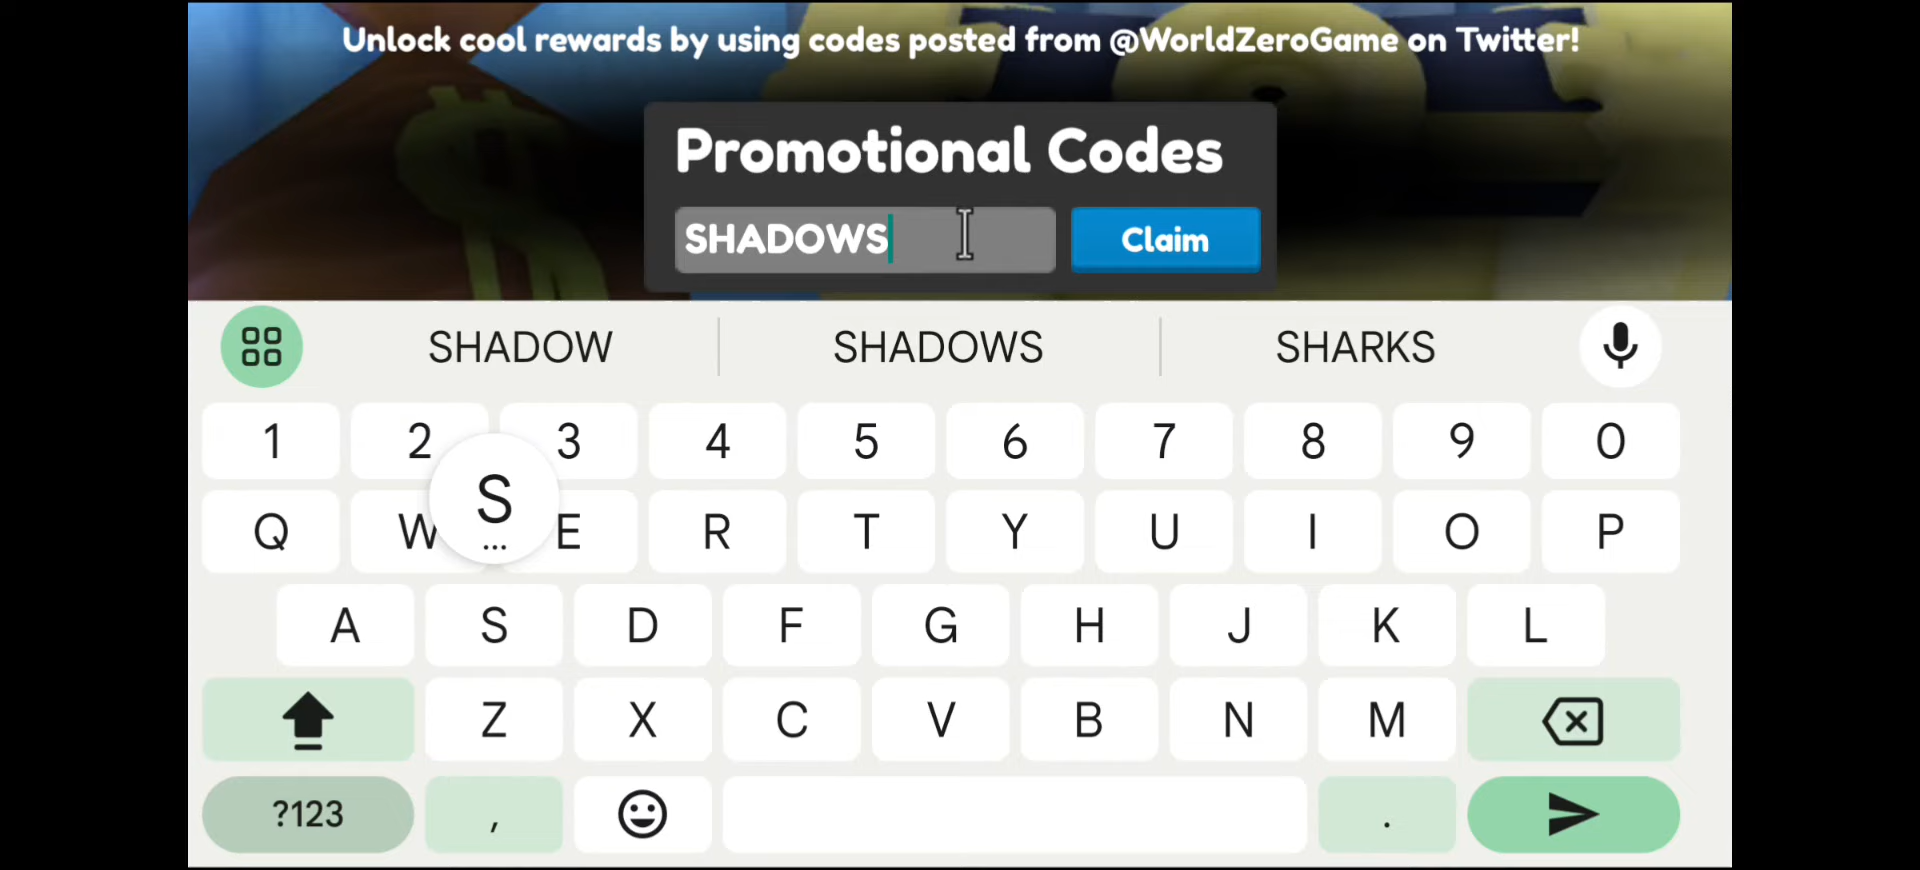 Unlock cool rewards by using codes posted from @WorldZeroGame on Twitter!
Promotional Codes
SHADOWS Claim
SHADOW SHADOWS SHARKS
1 2 3 4 5 6 7 8 9 0
S
...
Q W E R T Y U I O P
A S D F G H J K L
Z X C V B N M
?123 , .